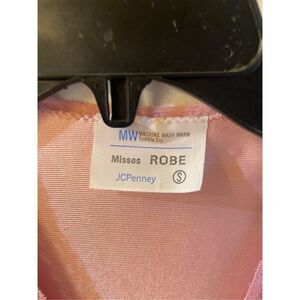 MW MACHINE WASH WARM
Tumble Dry
Misses ROBE
JCPenney S